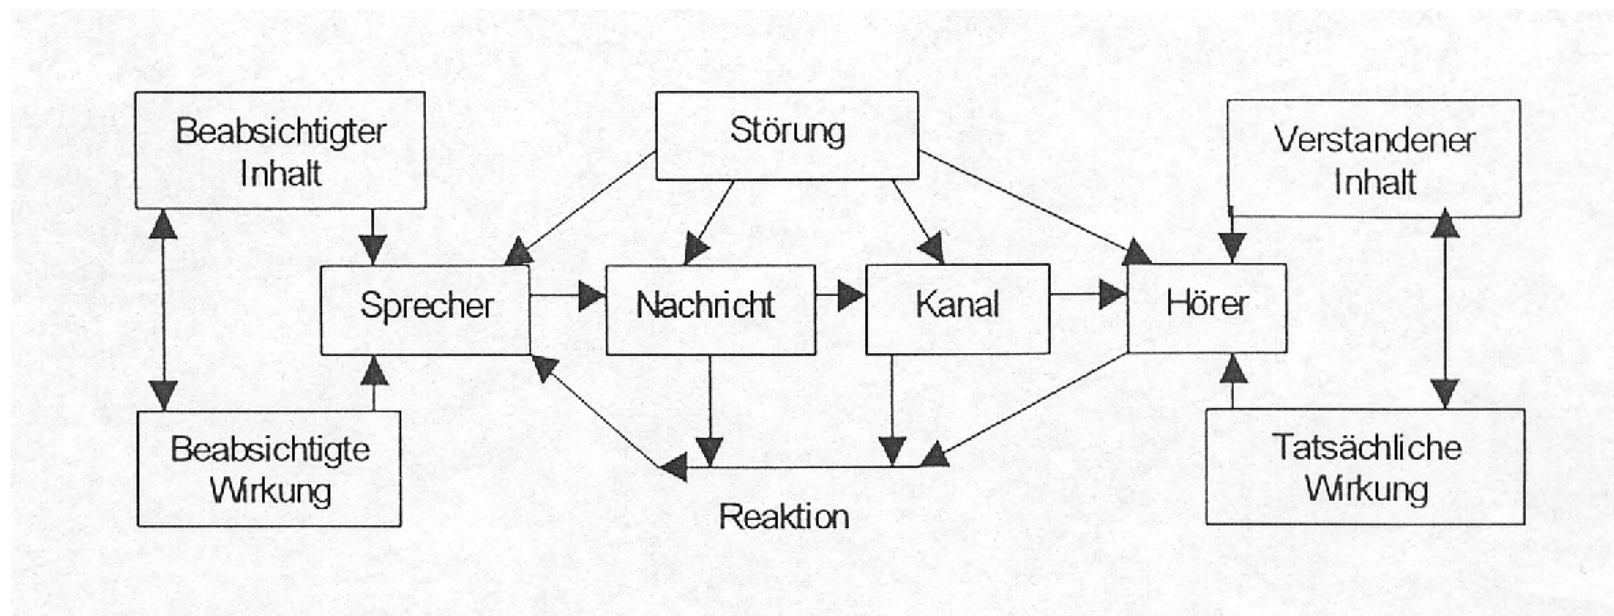 Beabsichtigter
Inhalt
Störung
Verstandener
Inhalt
Sprecher
Nachricht
Kanal
Hörer
Beabsichtigte
Wirkung
Reaktion
Tatsächliche
Wirkung